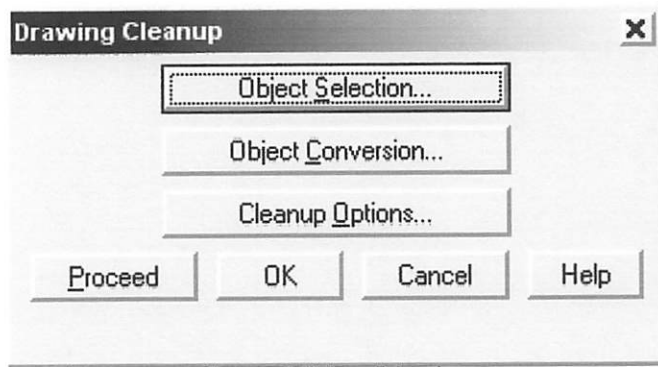 Drawing Cleanup
Object Selection...
Object Conversion...
Cleanup Options...
Proceed OK Cancel Help